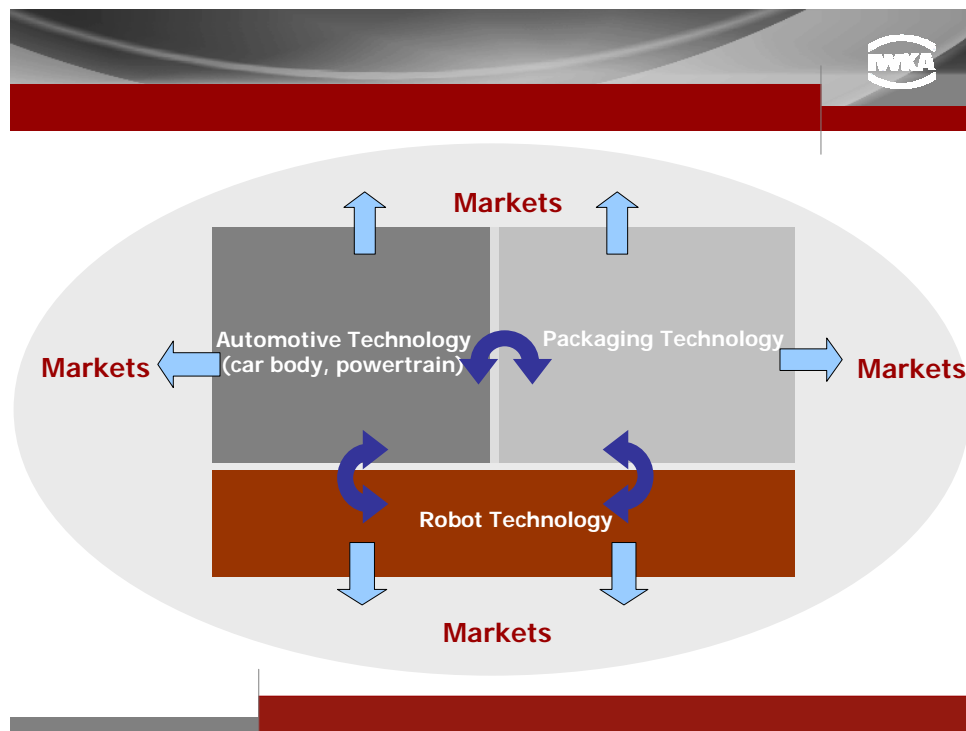 IWKA
Markets
Automotive Technology
(car body, powertrain)
Packaging Technology
Markets
Markets
Robot Technology
Markets